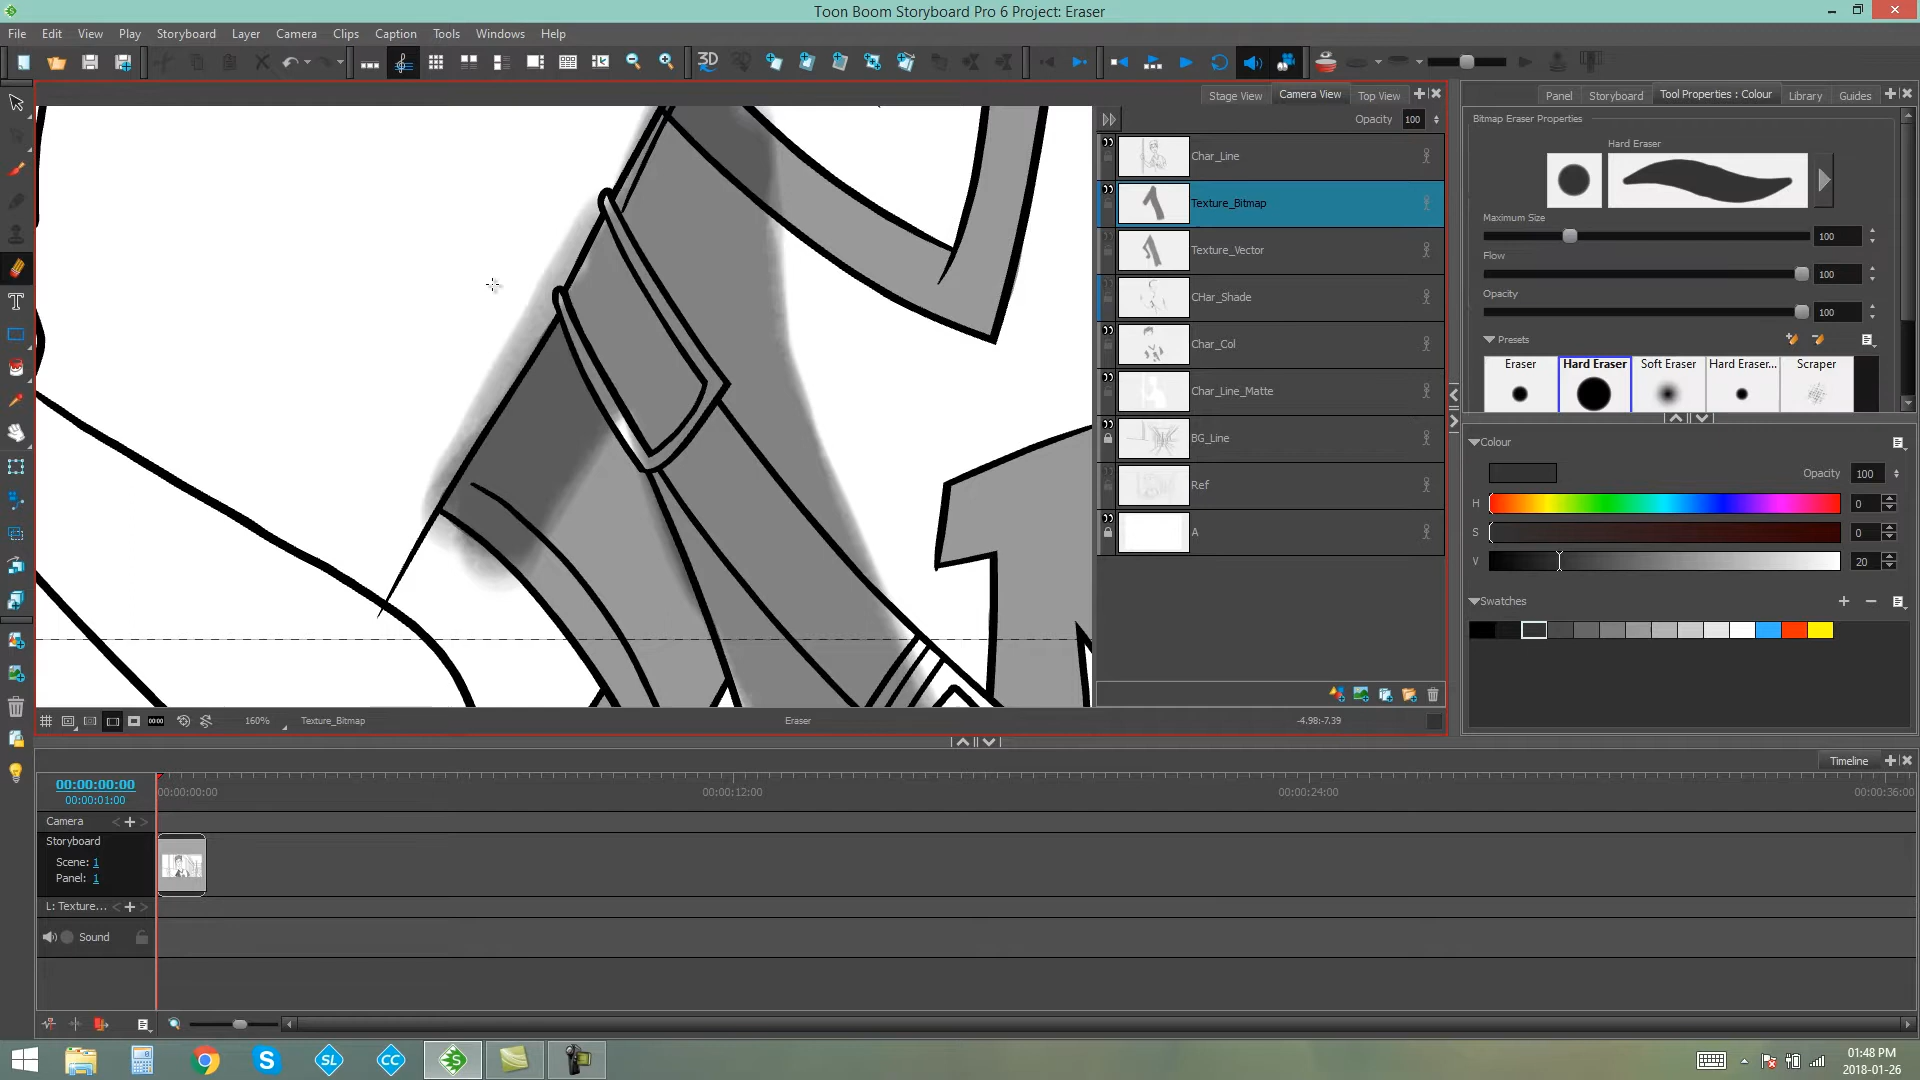 Toon Boom Storyboard Pro 6 Project: Eraser
File Edit View Play Storyboard Layer Camera Clips Caption Tools Windows Help
3D
Stage View Camera View Top View
Opacity 100
Char_Line
Texture_Bitmap
Texture_Vector
CHar_Shade
Char_Col
Char_Line_Matte
BG_Line
Ref
A
160% Texture_Bitmap Eraser -4.98:-7.39
Panel Storyboard Tool Properties : Colour Library Guides
Bitmap Eraser Properties
Hard Eraser
Maximum Size
100
Flow
100
Opacity
100
Presets
Eraser Hard Eraser Soft Eraser Hard Eraser... Scraper
Colour
Opacity 100
H 0
S 0
V 20
Swatches
Timeline
00:00:00:00
00:00:01:00
00:00:00:00 00:00:12:00 00:00:24:00 00:00:36:00
Camera
Storyboard
Scene: 1
Panel: 1
L: Texture...
Sound
SL CC
01:48 PM
2018-01-26